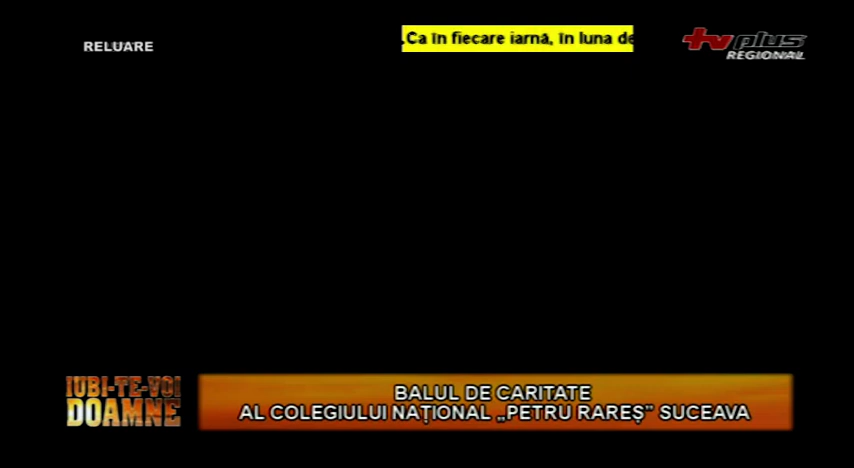 RELUARE
.Ca în fiecare iarnă, în luna de
tv plus
REGIONAL
IUBI-TE-VOI
DOAMNE
BALUL DE CARITATE
AL COLEGIULUI NAȚIONAL „PETRU RAREȘ” SUCEAVA